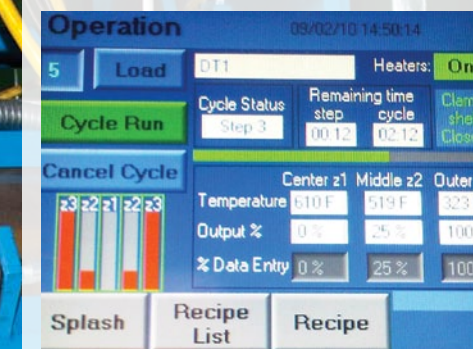 Operation 09/02/10 14:50:14
5 Load DT1 Heaters: On
Cycle Run
Cycle Status Remaining time
step cycle
Step 3 00:12 02:12
Cancel Cycle
z3 z2 z1 z2 z3
Center z1 Middle z2 Outer
Temperature 610 F 519 F 323
Output % 0 % 25 % 100
% Data Entry 0 % 25 % 100
Splash
Recipe
List
Recipe